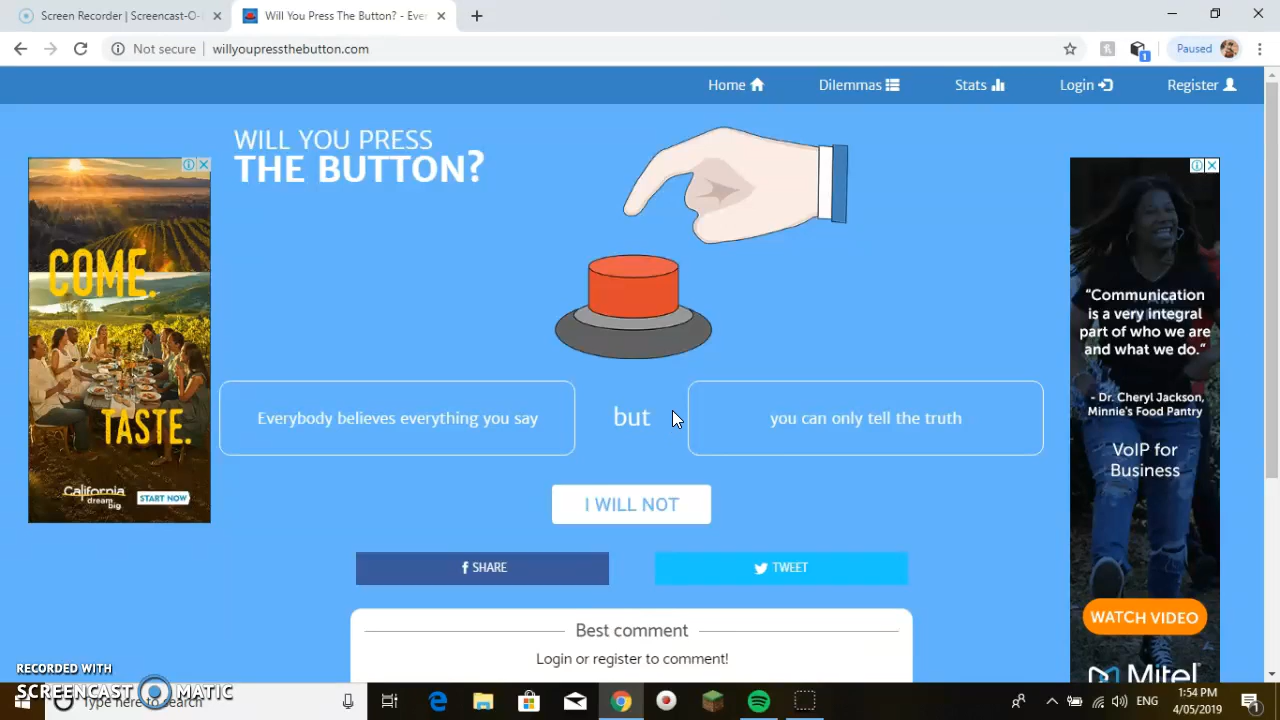 Screen Recorder | Screencast-O-
Will You Press The Button? - Ever
Not secure | willyoupressthebutton.com
Paused
1
Home
Dilemmas
Stats
Login
Register
WILL YOU PRESS
THE BUTTON?
COME.
TASTE.
California
dream
big
START NOW
Everybody believes everything you say
but
you can only tell the truth
I WILL NOT
SHARE
TWEET
Best comment
Login or register to comment!
“Communication
is a very integral
part of who we are
and what we do.”
- Dr. Cheryl Jackson,
Minnie's Food Pantry
VoIP for
Business
WATCH VIDEO
Mitel
RECORDED WITH
SCREENCAST MATIC
Type here to search
ENG
1:54 PM
4/05/2019
1